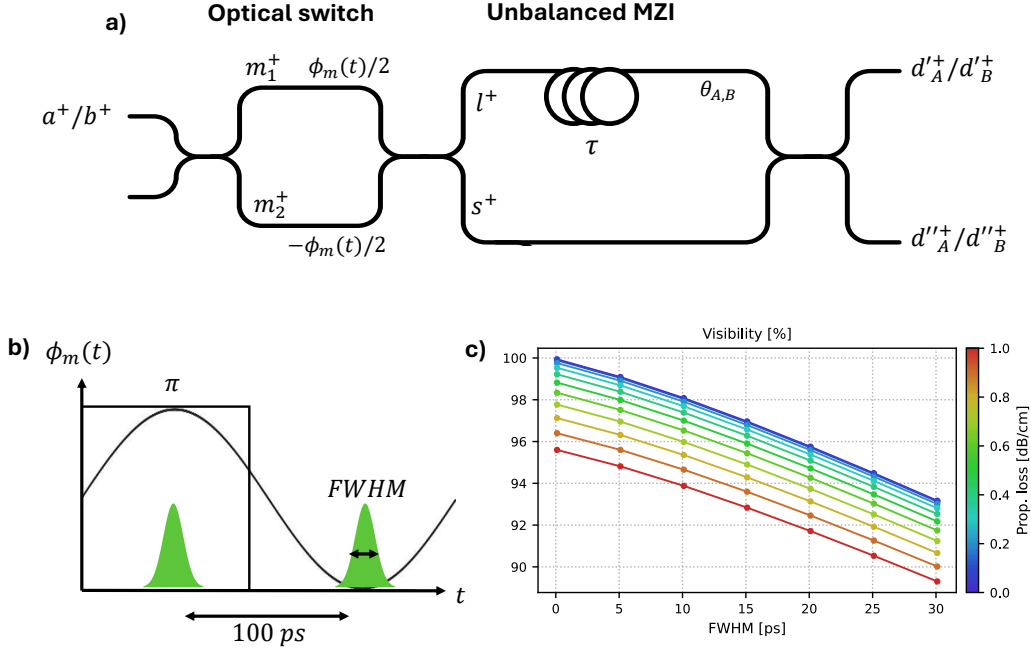 Optical switch
Unbalanced MZI
a)
m₁⁺
ϕₘ(t)/2
a⁺/b⁺
l⁺
τ
θ_A,B
d'⁺_A/d'⁺_B
m₂⁺
−ϕₘ(t)/2
s⁺
d''⁺_A/d''⁺_B
b)
ϕₘ(t)
π
FWHM
t
100 ps
c)
Visibility [%]
100
98
96
94
92
90
0
5
10
15
20
25
30
FWHM [ps]
1.0
0.8
0.6
0.4
0.2
0.0
Prop. loss [dB/cm]